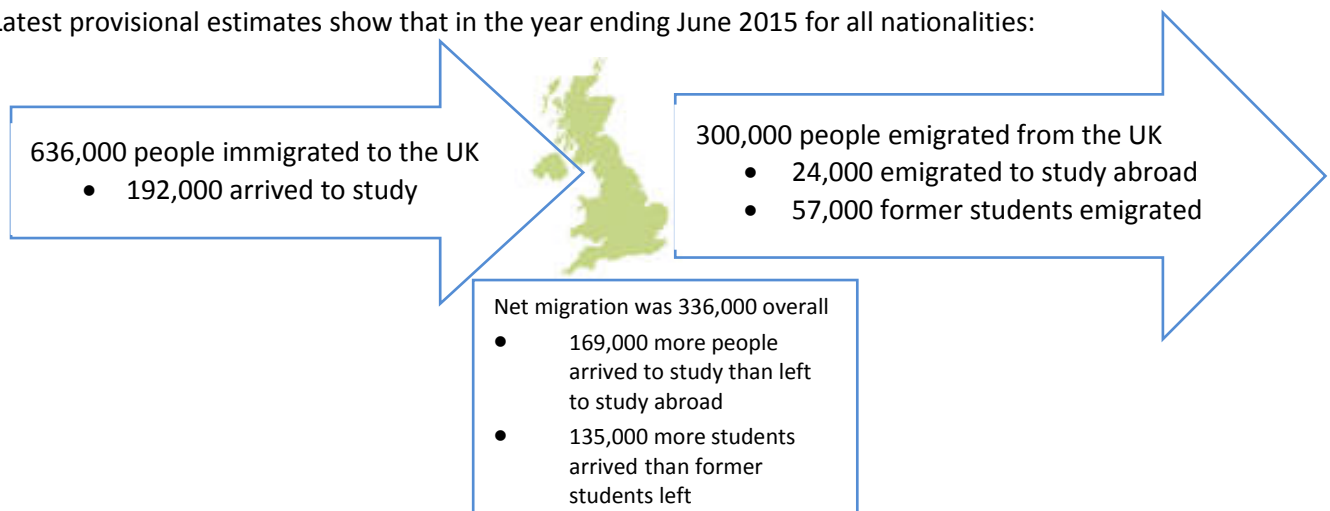 Latest provisional estimates show that in the year ending June 2015 for all nationalities:
636,000 people immigrated to the UK
• 192,000 arrived to study
300,000 people emigrated from the UK
• 24,000 emigrated to study abroad
• 57,000 former students emigrated
Net migration was 336,000 overall
• 169,000 more people
arrived to study than left
to study abroad
• 135,000 more students
arrived than former
students left